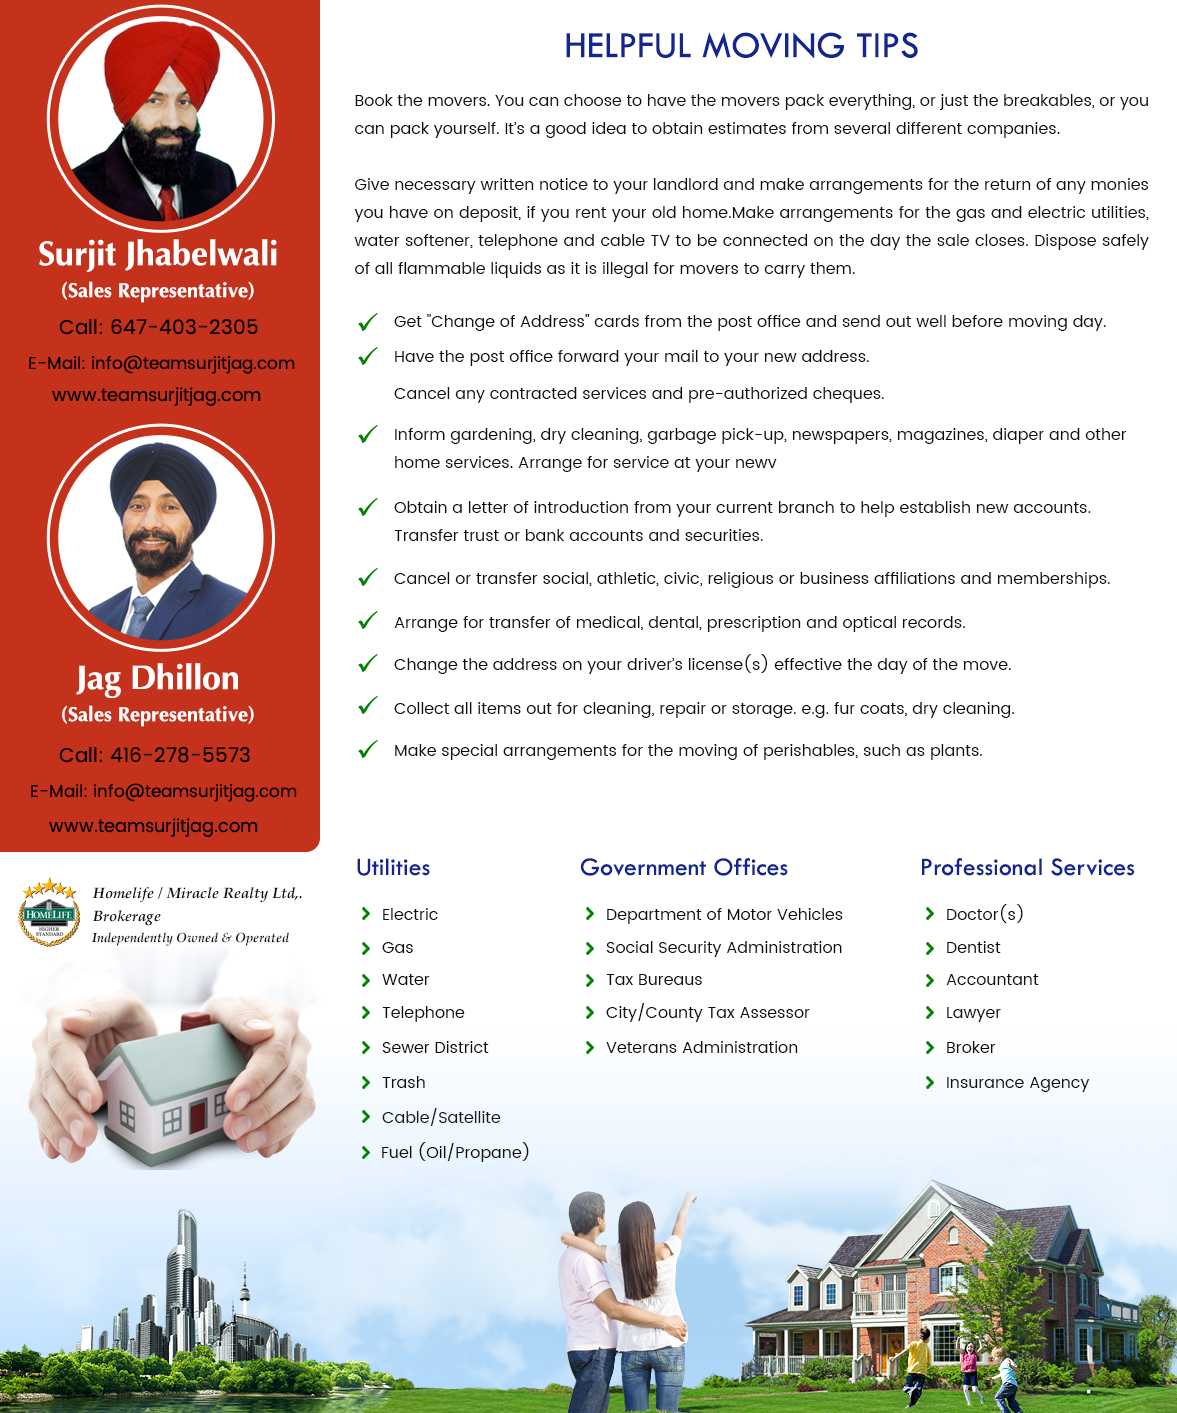 Surjit Jhabelwali
(Sales Representative)
Call: 647-403-2305
E-Mail: info@teamsurjitjag.com
www.teamsurjitjag.com
Jag Dhillon
(Sales Representative)
Call: 416-278-5573
E-Mail: info@teamsurjitjag.com
www.teamsurjitjag.com
HOMELIFE
HIGHER
STANDARD
Homelife / Miracle Realty Ltd,.
Brokerage
Independently Owned & Operated
HELPFUL MOVING TIPS
Book the movers. You can choose to have the movers pack everything, or just the breakables, or you
can pack yourself. It's a good idea to obtain estimates from several different companies.
Give necessary written notice to your landlord and make arrangements for the return of any monies
you have on deposit, if you rent your old home.Make arrangements for the gas and electric utilities,
water softener, telephone and cable TV to be connected on the day the sale closes. Dispose safely
of all flammable liquids as it is illegal for movers to carry them.
Get "Change of Address" cards from the post office and send out well before moving day.
Have the post office forward your mail to your new address.
Cancel any contracted services and pre-authorized cheques.
Inform gardening, dry cleaning, garbage pick-up, newspapers, magazines, diaper and other
home services. Arrange for service at your newv
Obtain a letter of introduction from your current branch to help establish new accounts.
Transfer trust or bank accounts and securities.
Cancel or transfer social, athletic, civic, religious or business affiliations and memberships.
Arrange for transfer of medical, dental, prescription and optical records.
Change the address on your driver's license(s) effective the day of the move.
Collect all items out for cleaning, repair or storage. e.g. fur coats, dry cleaning.
Make special arrangements for the moving of perishables, such as plants.
Utilities
Electric
Gas
Water
Telephone
Sewer District
Trash
Cable/Satellite
Fuel (Oil/Propane)
Government Offices
Department of Motor Vehicles
Social Security Administration
Tax Bureaus
City/County Tax Assessor
Veterans Administration
Professional Services
Doctor(s)
Dentist
Accountant
Lawyer
Broker
Insurance Agency